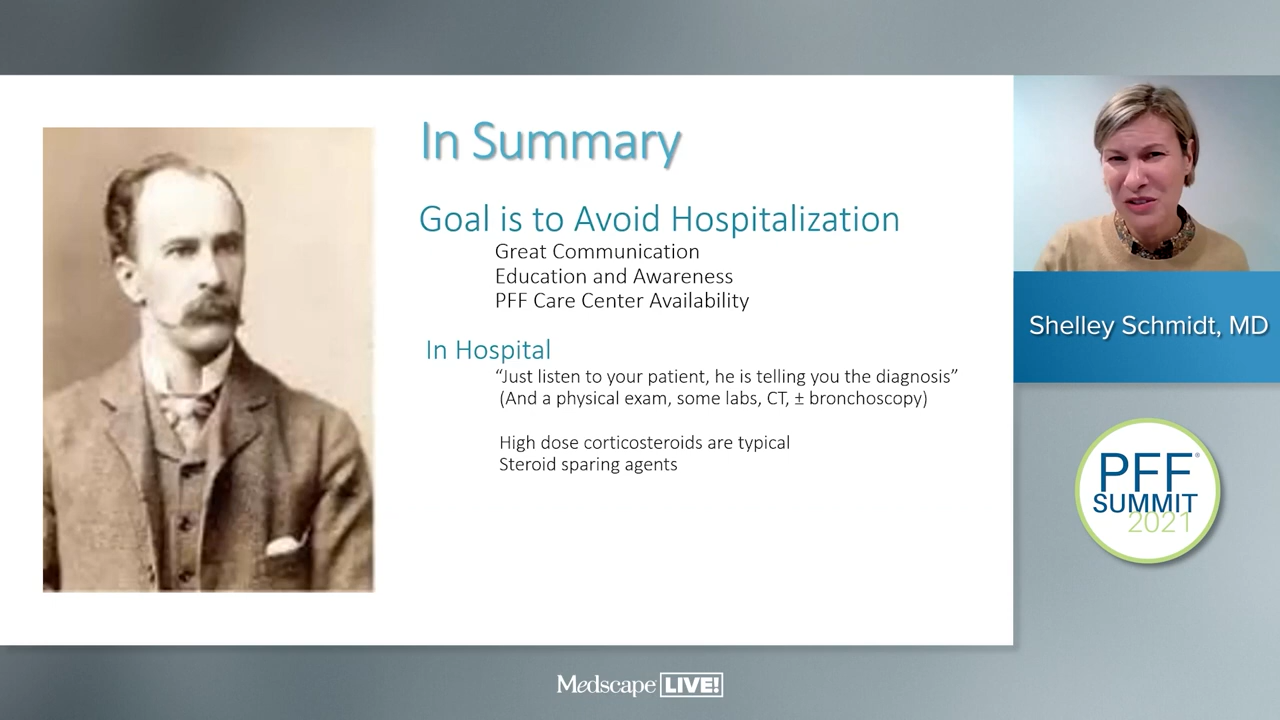 In Summary
Goal is to Avoid Hospitalization
Great Communication
Education and Awareness
PFF Care Center Availability
In Hospital
“Just listen to your patient, he is telling you the diagnosis”
(And a physical exam, some labs, CT, ± bronchoscopy)
High dose corticosteroids are typical
Steroid sparing agents
Shelley Schmidt, MD
PFF®
SUMMIT
2021
Medscape LIVE!